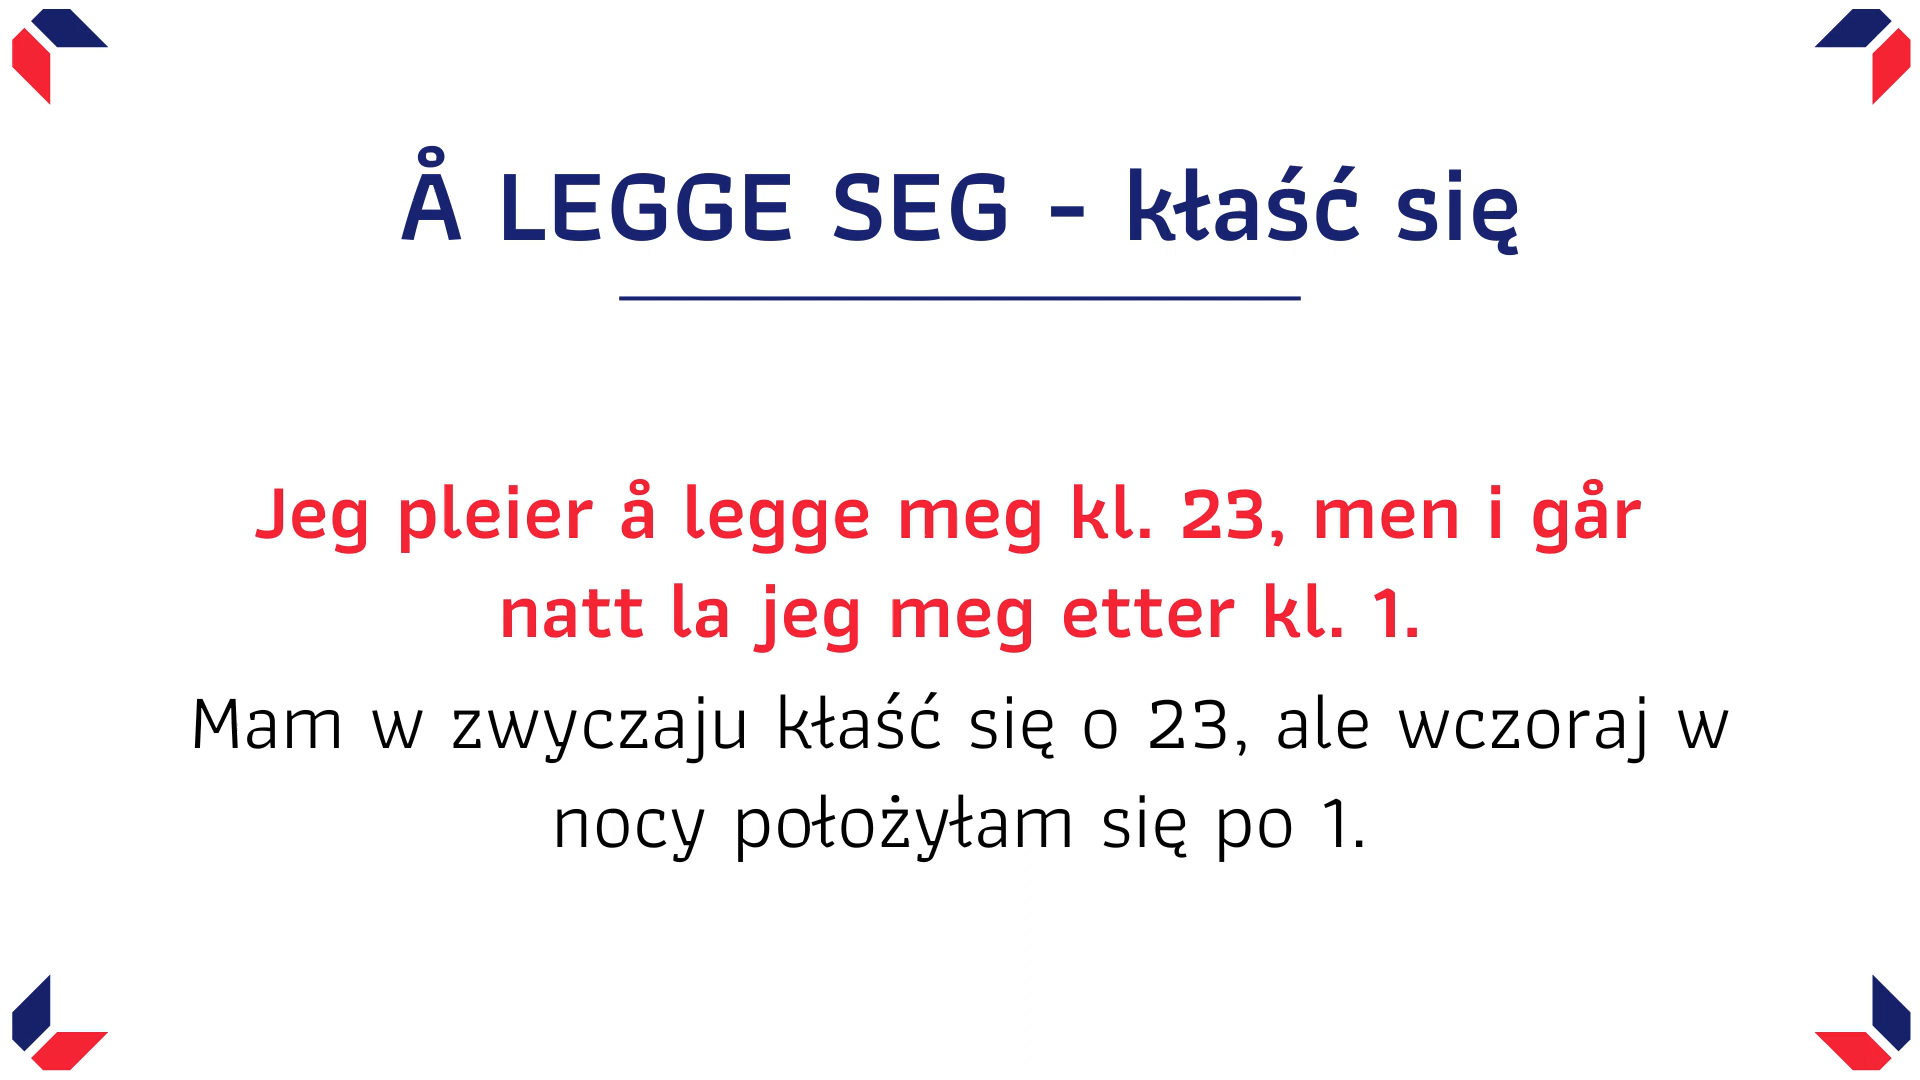 Å LEGGE SEG - kłaść się
Jeg pleier å legge meg kl. 23, men i går
natt la jeg meg etter kl. 1.
Mam w zwyczaju kłaść się o 23, ale wczoraj w
nocy położyłam się po 1.